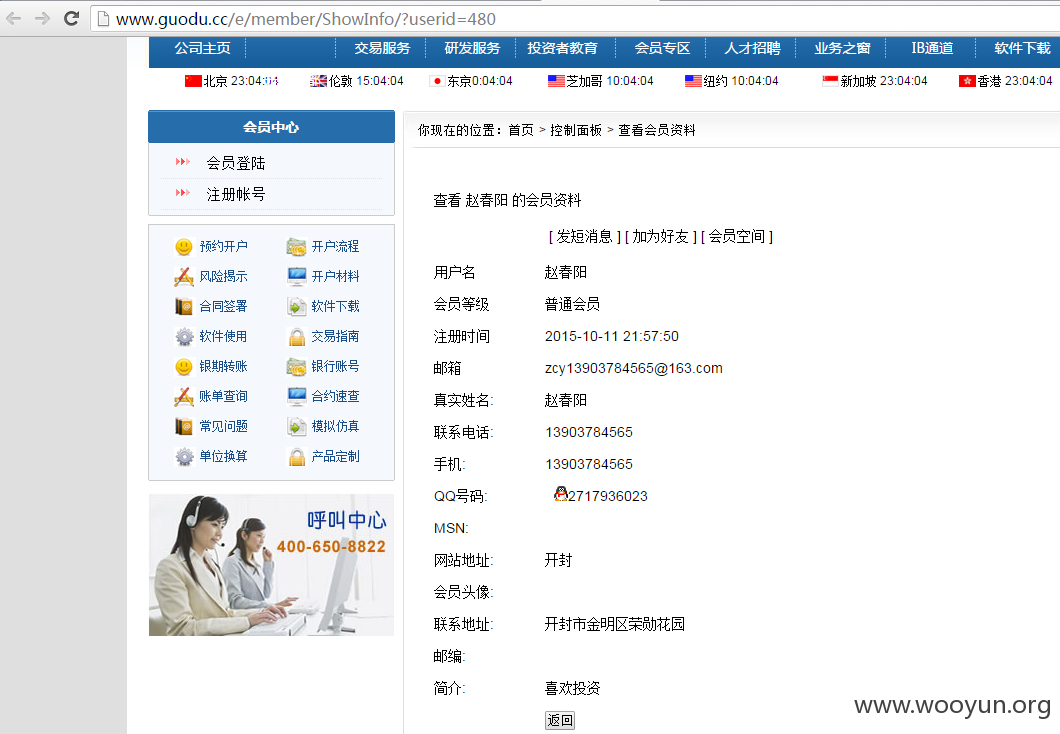 www.guodu.cc/e/member/ShowInfo/?userid=480
公司主页 交易服务 研发服务 投资者教育 会员专区 人才招聘 业务之窗 IB通道 软件下载
北京 23:04:04 伦敦 15:04:04 东京0:04:04 芝加哥 10:04:04 纽约 10:04:04 新加坡 23:04:04 香港 23:04:04
会员中心
会员登陆
注册帐号
预约开户 开户流程
风险揭示 开户材料
合同签署 软件下载
软件使用 交易指南
银期转账 银行账号
账单查询 合约速查
常见问题 模拟仿真
单位换算 产品定制
呼叫中心
400-650-8822
你现在的位置：首页 > 控制面板 > 查看会员资料
查看 赵春阳 的会员资料
[ 发短消息 ] [ 加为好友 ] [ 会员空间 ]
用户名 赵春阳
会员等级 普通会员
注册时间 2015-10-11 21:57:50
邮箱 zcy13903784565@163.com
真实姓名: 赵春阳
联系电话: 13903784565
手机: 13903784565
QQ号码: 2717936023
MSN:
网站地址: 开封
会员头像:
联系地址: 开封市金明区荣勋花园
邮编:
简介: 喜欢投资
返回
www.wooyun.org